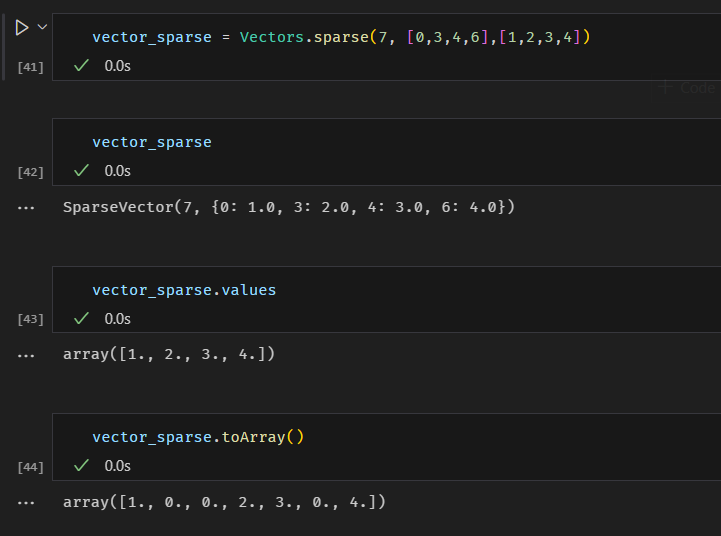 vector_sparse = Vectors.sparse(7, [0,3,4,6],[1,2,3,4])
[41]
0.0s
+ Code
vector_sparse
[42]
0.0s
... SparseVector(7, {0: 1.0, 3: 2.0, 4: 3.0, 6: 4.0})
vector_sparse.values
[43]
0.0s
... array([1., 2., 3., 4.])
vector_sparse.toArray()
[44]
0.0s
... array([1., 0., 0., 2., 3., 0., 4.])